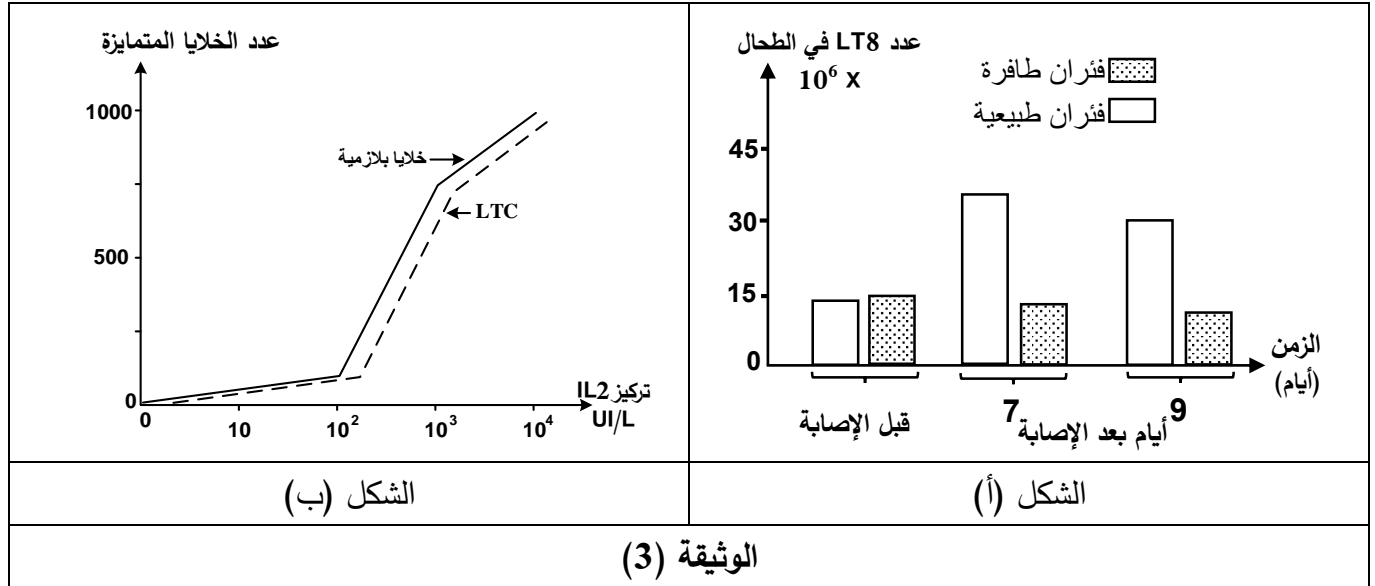 عدد LT8 في الطحال
10⁶ X
فئران طافرة
فئران طبيعية
45
30
15
0
الزمن
(أيام)
قبل الإصابة
7
9
أيام بعد الإصابة
الشكل (أ)
عدد الخلايا المتمايزة
1000
500
0
خلايا بلازمية
LTC
تركيز IL2
UI/L
0 10 10² 10³ 10⁴
الشكل (ب)
الوثيقة (3)